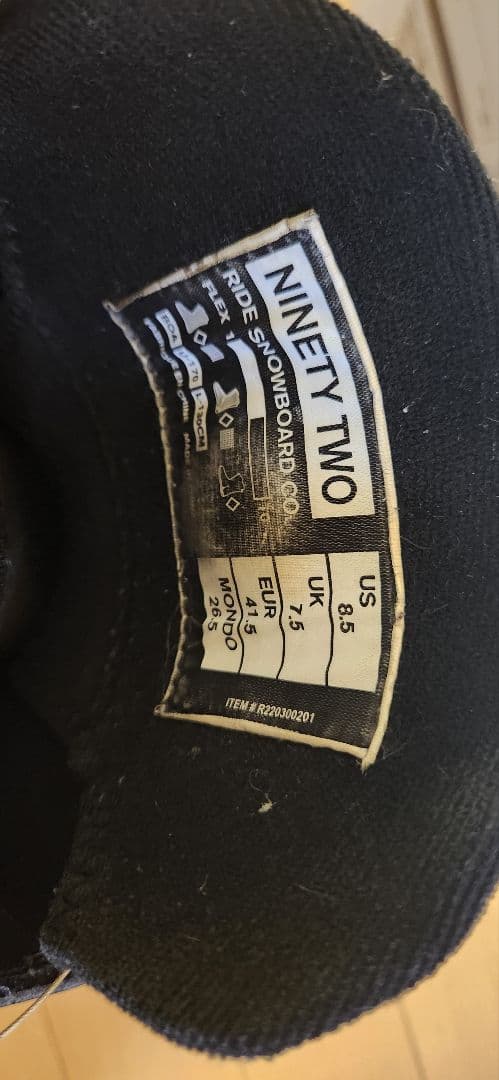 NINETY TWO
RIDE SNOWBOARD CO.
FLEX
US
8.5
UK
7.5
EUR
41.5
MONDO
26.5
ITEM # R220300201